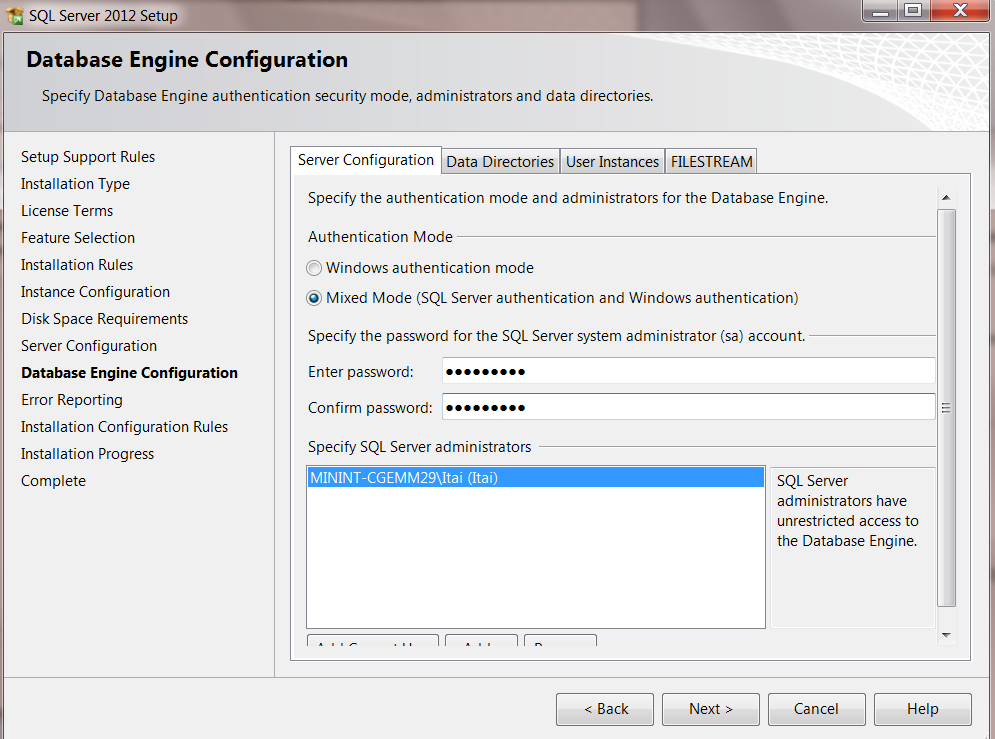 SQL Server 2012 Setup
Database Engine Configuration
Specify Database Engine authentication security mode, administrators and data directories.
Setup Support Rules
Installation Type
License Terms
Feature Selection
Installation Rules
Instance Configuration
Disk Space Requirements
Server Configuration
Database Engine Configuration
Error Reporting
Installation Configuration Rules
Installation Progress
Complete
Server Configuration Data Directories User Instances FILESTREAM
Specify the authentication mode and administrators for the Database Engine.
Authentication Mode
Windows authentication mode
Mixed Mode (SQL Server authentication and Windows authentication)
Specify the password for the SQL Server system administrator (sa) account.
Enter password: ●●●●●●●●●
Confirm password: ●●●●●●●●●
Specify SQL Server administrators
MININT-CGEMM29\Itai (Itai)
SQL Server
administrators have
unrestricted access to
the Database Engine.
< Back Next > Cancel Help